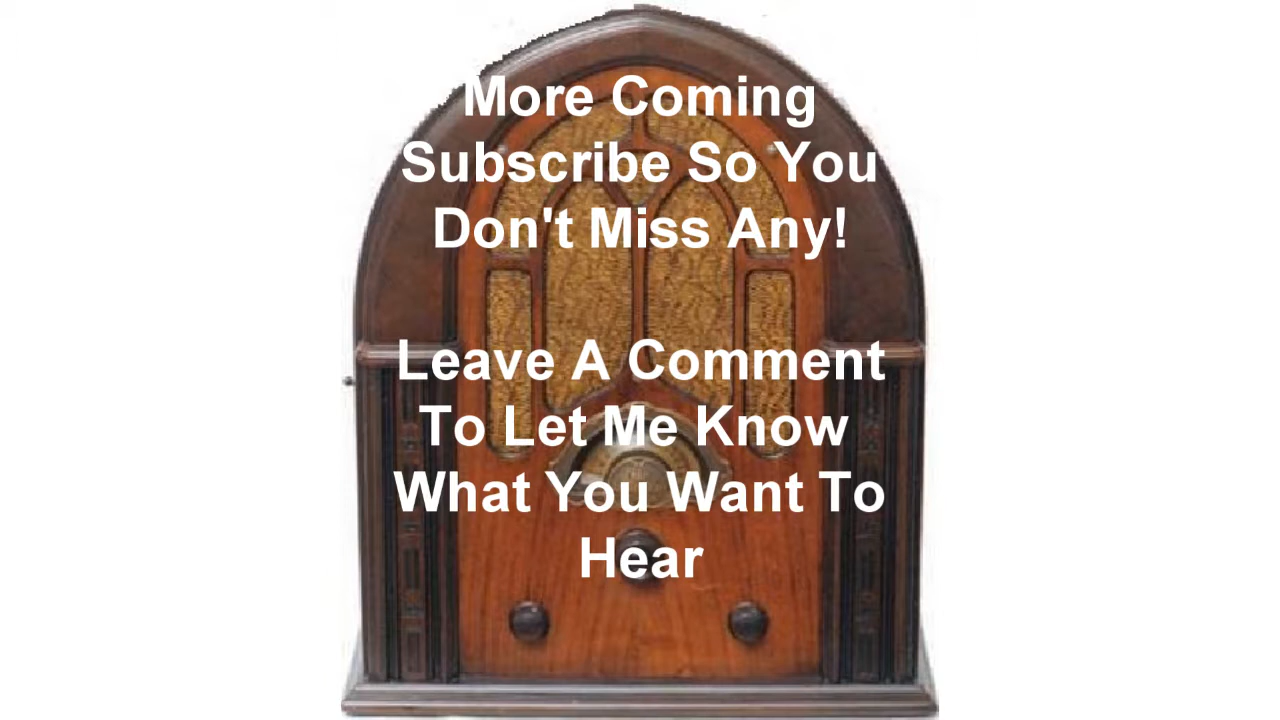 More Coming
Subscribe So You
Don't Miss Any!
Leave A Comment
To Let Me Know
What You Want To
Hear